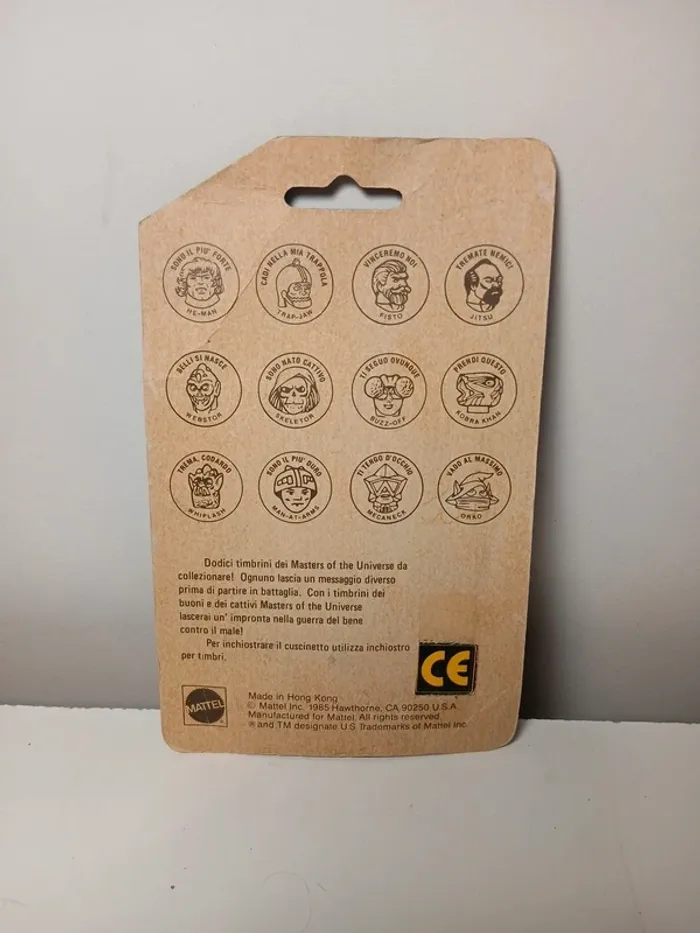 SONO IL PIU' FORTE
HE-MAN
CADI NELLA MIA TRAPPOLA
TRAP-JAW
VINCEREMO NOI
FISTO
TREMATE NEMICI
JITSU
BELLI SI NASCE
WEBSTOR
SONO NATO CATTIVO
SKELETOR
TI SEGUO OVUNQUE
BUZZ-OFF
PRENDI QUESTO
KOBRA KHAN
TREMA, CODARDO
WHIPLASH
SONO IL PIU' DURO
MAN-AT-ARMS
TI TENGO D'OCCHIO
MECANECK
VADO AL MASSIMO
ORKO
Dodici timbrini dei Masters of the Universe da
collezionare! Ognuno lascia un messaggio diverso
prima di partire in battaglia. Con i timbrini dei
buoni e dei cattivi Masters of the Universe
lascerai un' impronta nella guerra del bene
contro il male!
Per inchiostrare il cuscinetto utilizza inchiostro
per timbri.
CE
MATTEL
Made in Hong Kong
© Mattel Inc. 1985 Hawthorne, CA 90250 U.S.A.
Manufactured for Mattel. All rights reserved.
® and TM designate U.S. Trademarks of Mattel Inc.